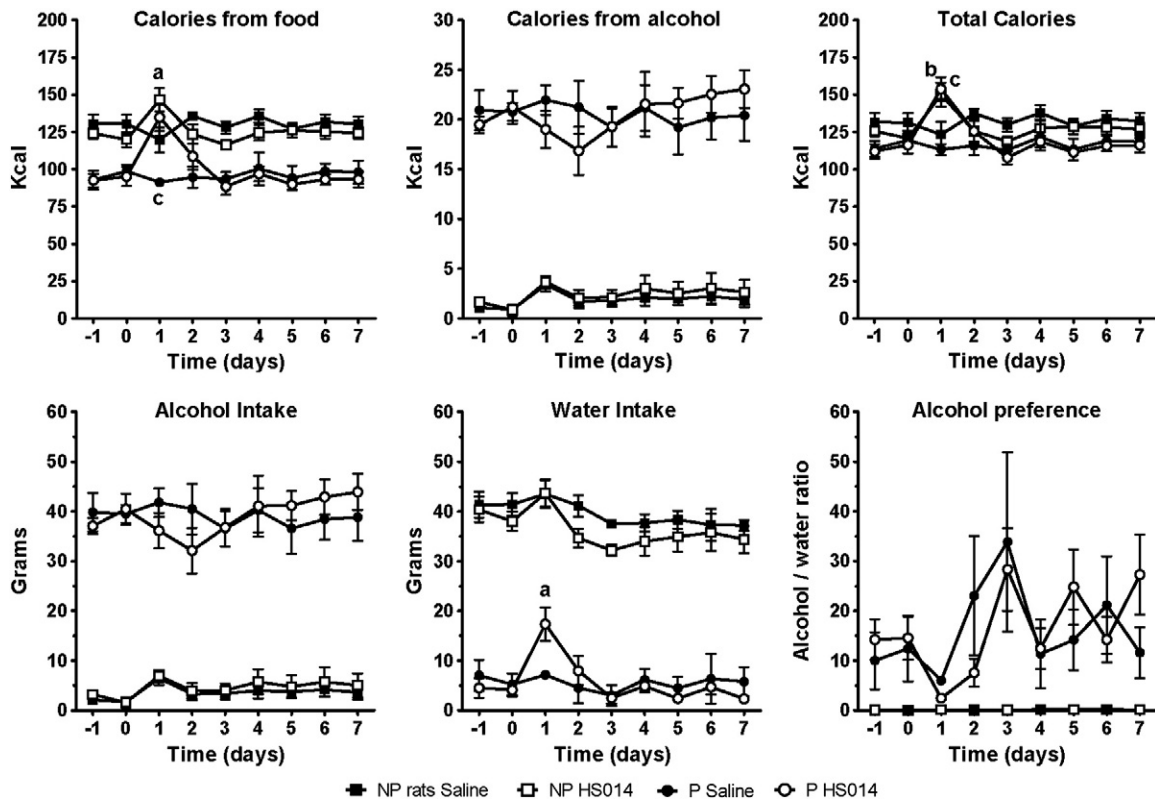 Calories from food
200
175
150
125
100
75
50
25
0
Kcal
a
c
-1 0 1 2 3 4 5 6 7
Time (days)
Calories from alcohol
30
25
20
15
10
5
0
Kcal
-1 0 1 2 3 4 5 6 7
Time (days)
Total Calories
200
175
150
125
100
75
50
25
0
Kcal
b c
-1 0 1 2 3 4 5 6 7
Time (days)
Alcohol Intake
60
50
40
30
20
10
0
Grams
-1 0 1 2 3 4 5 6 7
Time (days)
Water Intake
60
50
40
30
20
10
0
Grams
a
-1 0 1 2 3 4 5 6 7
Time (days)
Alcohol preference
60
50
40
30
20
10
0
Alcohol / water ratio
-1 0 1 2 3 4 5 6 7
Time (days)
NP rats Saline NP HS014 P Saline P HS014